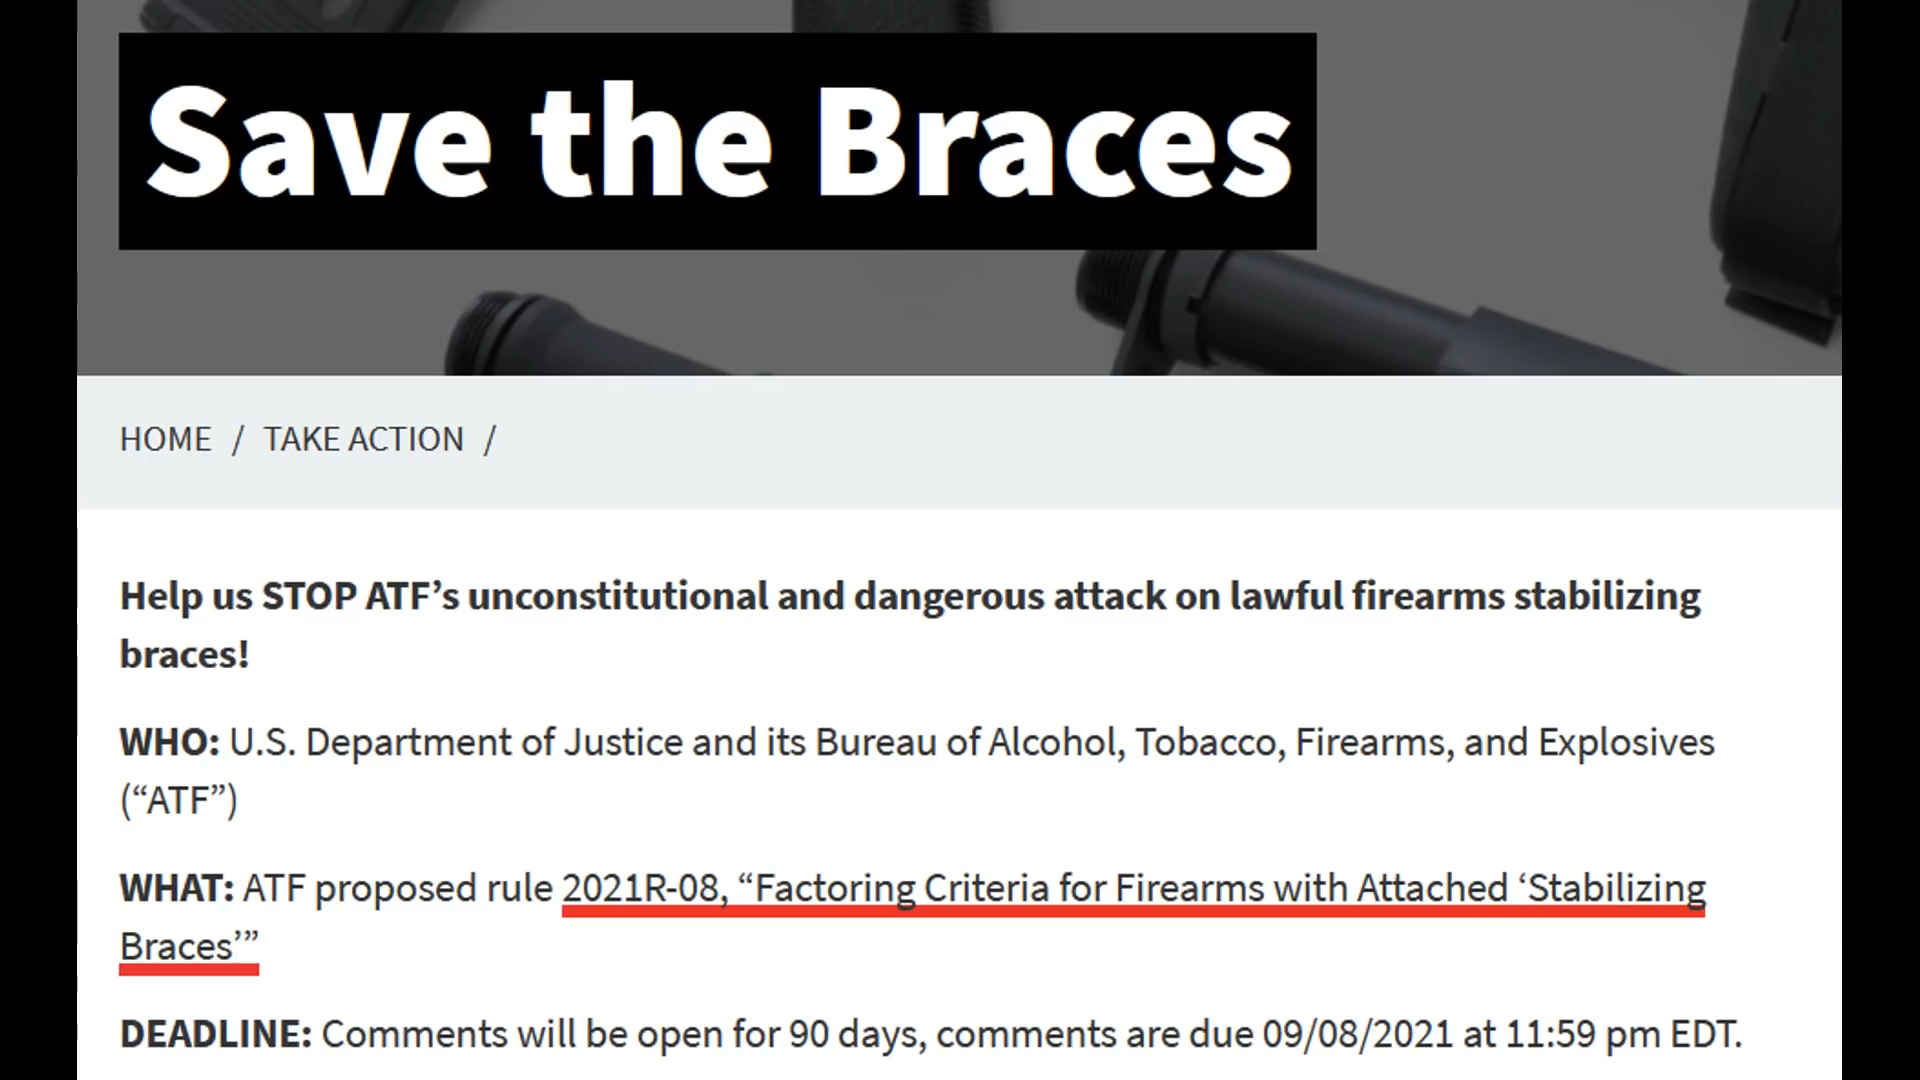 Save the Braces
HOME / TAKE ACTION /
Help us STOP ATF’s unconstitutional and dangerous attack on lawful firearms stabilizing
braces!
WHO: U.S. Department of Justice and its Bureau of Alcohol, Tobacco, Firearms, and Explosives
(“ATF”)
WHAT: ATF proposed rule 2021R-08, “Factoring Criteria for Firearms with Attached ‘Stabilizing
Braces’”
DEADLINE: Comments will be open for 90 days, comments are due 09/08/2021 at 11:59 pm EDT.